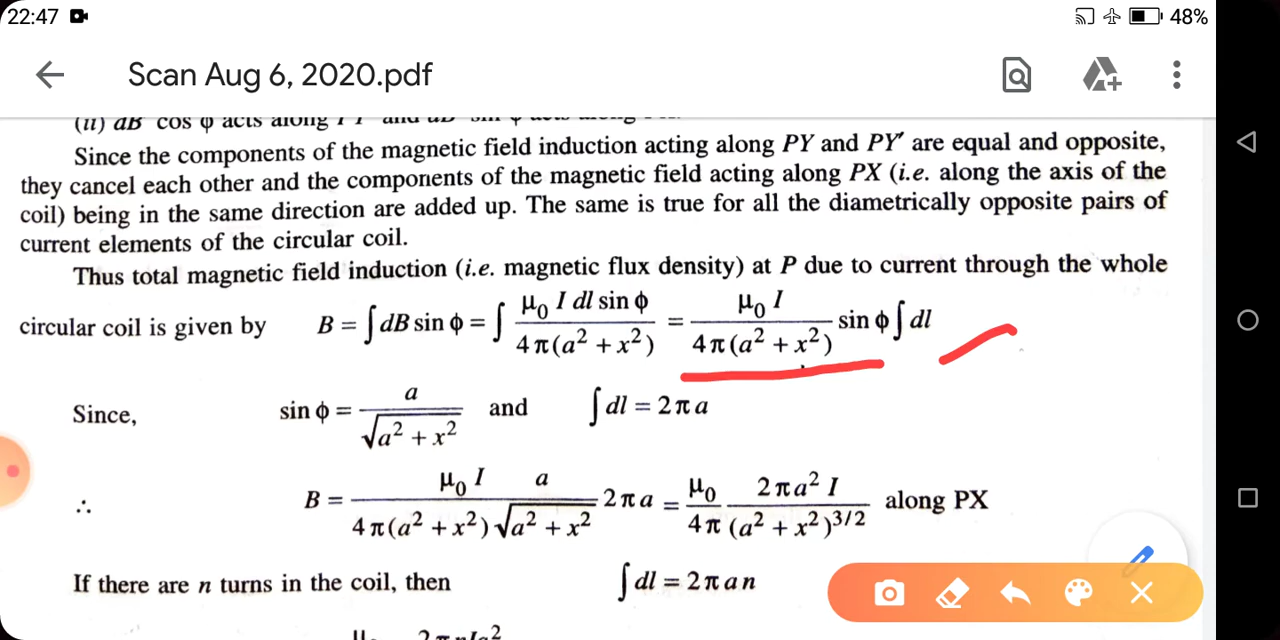 22:47
48%
Scan Aug 6, 2020.pdf
(ii) dB cos φ acts along
Since the components of the magnetic field induction acting along PY and PY′ are equal and opposite,
they cancel each other and the components of the magnetic field acting along PX (i.e. along the axis of the
coil) being in the same direction are added up. The same is true for all the diametrically opposite pairs of
current elements of the circular coil.
Thus total magnetic field induction (i.e. magnetic flux density) at P due to current through the whole
circular coil is given by B = ∫ dB sin φ = ∫ μ₀ I dl sin φ / 4π(a² + x²) = μ₀ I / 4π(a² + x²) sin φ ∫ dl
Since, sin φ = a / √a² + x² and ∫ dl = 2πa
∴ B = μ₀ I a / 4π(a² + x²) √a² + x² 2πa = μ₀ / 4π 2πa² I / (a² + x²)^3/2 along PX
If there are n turns in the coil, then ∫ dl = 2πan